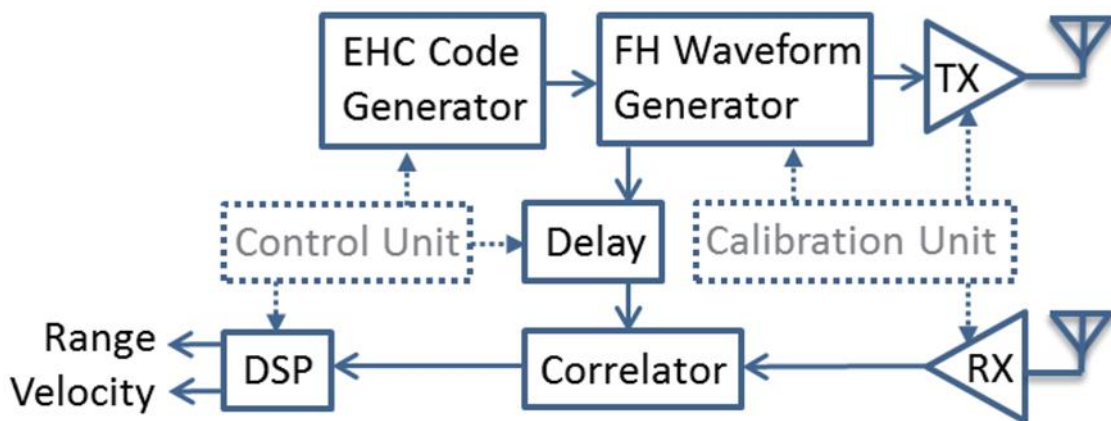 EHC Code
Generator
FH Waveform
Generator
TX
Control Unit
Delay
Calibration Unit
Range
Velocity
DSP
Correlator
RX